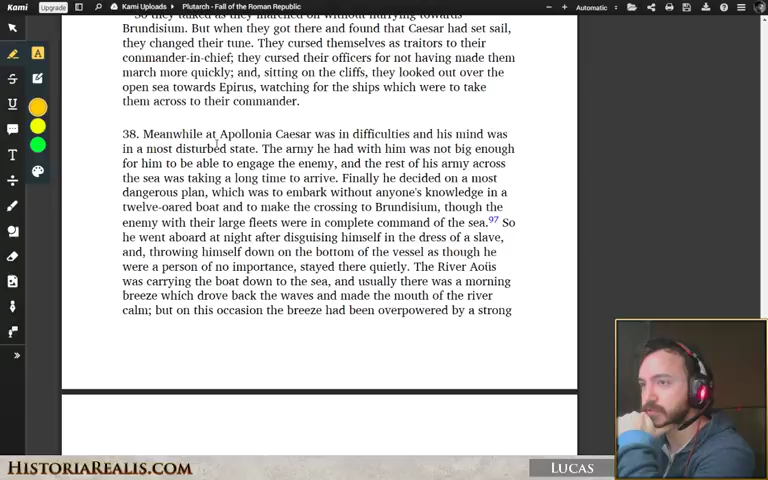 Kami
Upgrade
Kami Uploads > Plutarch - Fall of the Roman Republic
Automatic
So they talked as they marched on without hurrying towards
Brundisium. But when they got there and found that Caesar had set sail,
they changed their tune. They cursed themselves as traitors to their
commander-in-chief; they cursed their officers for not having made them
march more quickly; and, sitting on the cliffs, they looked out over the
open sea towards Epirus, watching for the ships which were to take
them across to their commander.
38. Meanwhile at Apollonia Caesar was in difficulties and his mind was
in a most disturbed state. The army he had with him was not big enough
for him to be able to engage the enemy, and the rest of his army across
the sea was taking a long time to arrive. Finally he decided on a most
dangerous plan, which was to embark without anyone's knowledge in a
twelve-oared boat and to make the crossing to Brundisium, though the
enemy with their large fleets were in complete command of the sea.97 So
he went aboard at night after disguising himself in the dress of a slave,
and, throwing himself down on the bottom of the vessel as though he
were a person of no importance, stayed there quietly. The River Aoüs
was carrying the boat down to the sea, and usually there was a morning
breeze which drove back the waves and made the mouth of the river
calm; but on this occasion the breeze had been overpowered by a strong
HISTORIAREALIS.COM
LUCAS